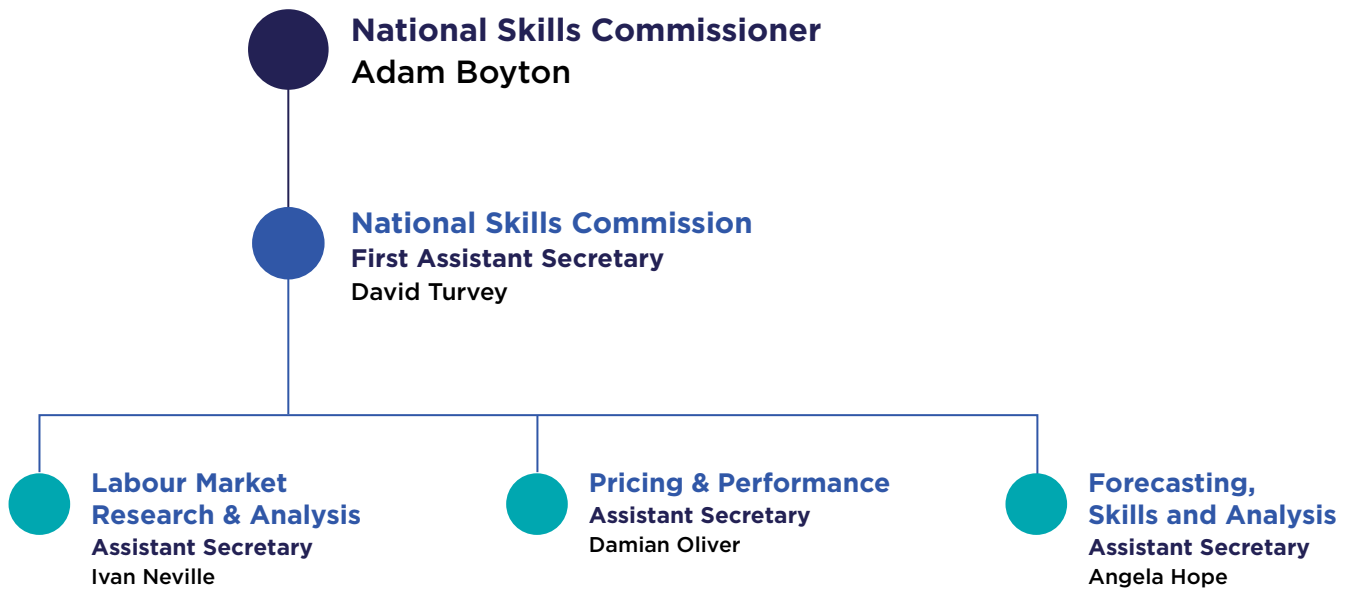 National Skills Commissioner
Adam Boyton
National Skills Commission
First Assistant Secretary
David Turvey
Labour Market
Research & Analysis
Assistant Secretary
Ivan Neville
Pricing & Performance
Assistant Secretary
Damian Oliver
Forecasting,
Skills and Analysis
Assistant Secretary
Angela Hope